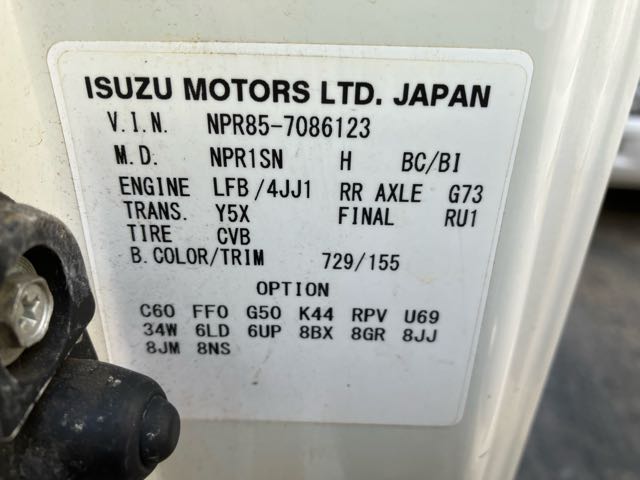 ISUZU MOTORS LTD. JAPAN
V.I.N. NPR85-7086123
M.D. NPR1SN H BC/BI
ENGINE LFB/4JJ1 RR AXLE G73
TRANS. Y5X FINAL RU1
TIRE CVB
B.COLOR/TRIM 729/155
OPTION
C60 FF0 G50 K44 RPV U69
34W 6LD 6UP 8BX 8GR 8JJ
8JM 8NS